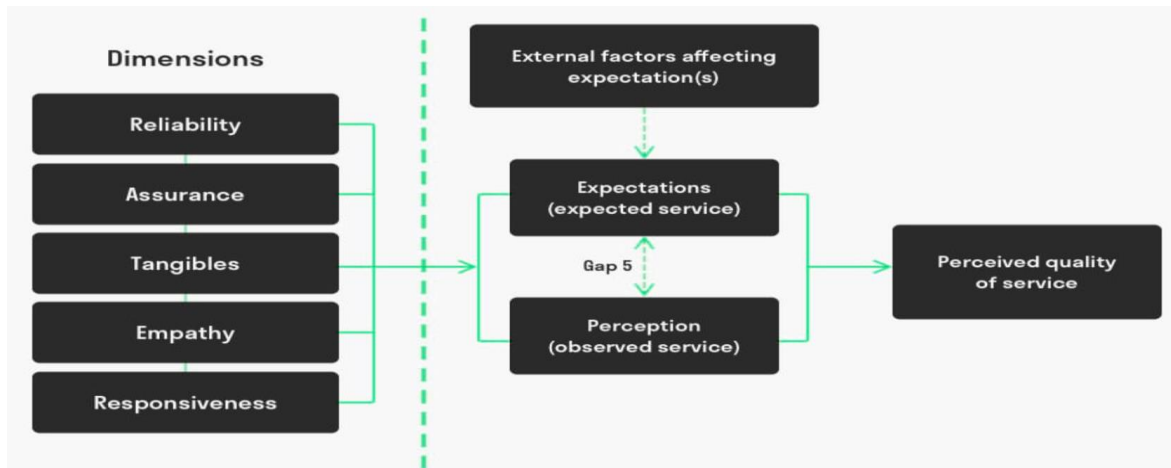 Dimensions
Reliability
Assurance
Tangibles
Empathy
Responsiveness
External factors affecting
expectation(s)
Expectations
(expected service)
Gap 5
Perception
(observed service)
Perceived quality
of service